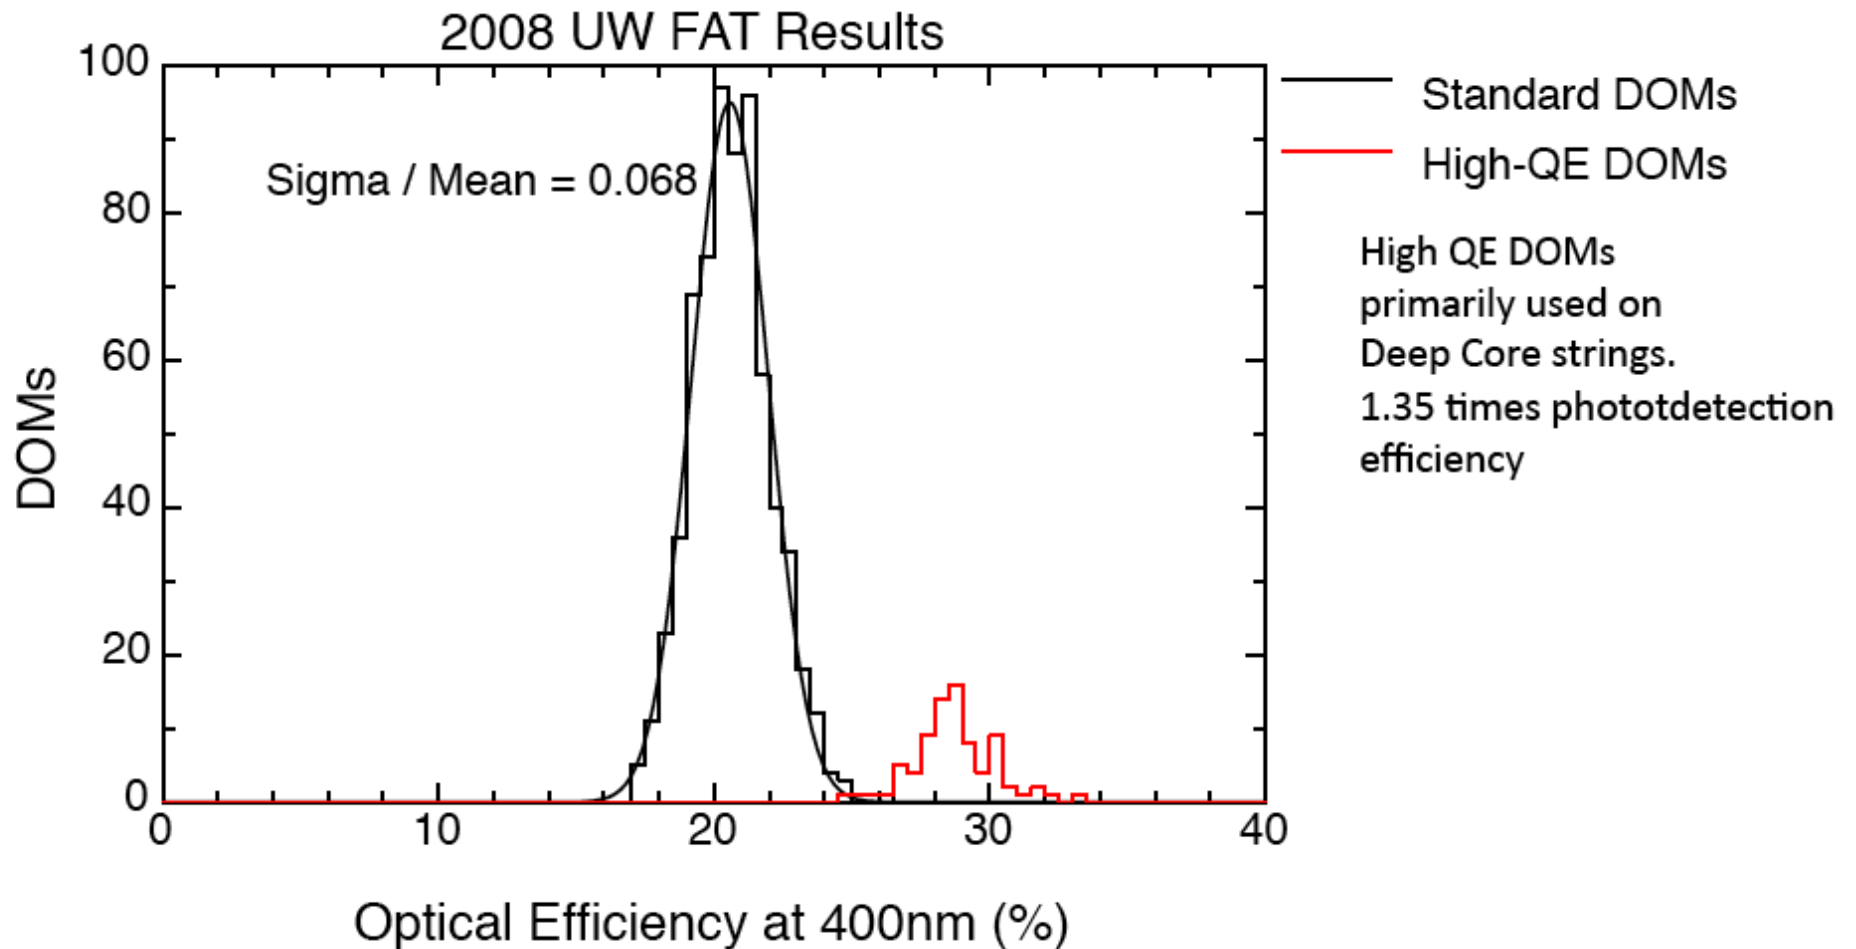 2008 UW FAT Results
100
80
60
40
20
0
0 10 20 30 40
DOMs
Optical Efficiency at 400nm (%)
Sigma / Mean = 0.068
Standard DOMs
High-QE DOMs
High QE DOMs
primarily used on
Deep Core strings.
1.35 times phototdetection
efficiency